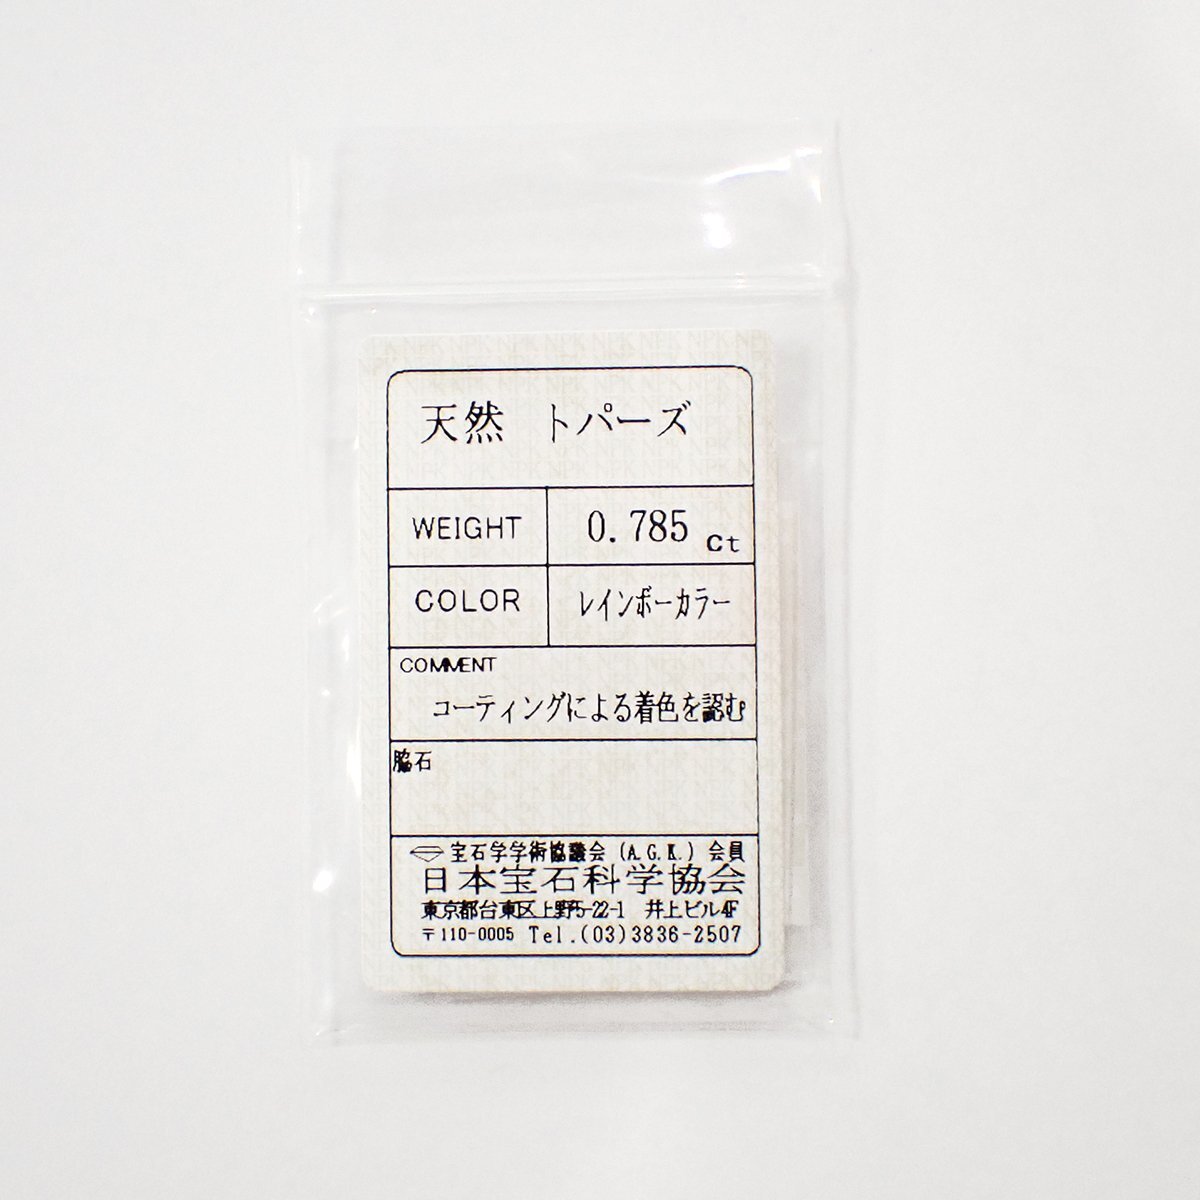 天然 トパーズ
WEIGHT 0.785 ct
COLOR レインボーカラー
COMMENT
コーティングによる着色を認む
脇石
宝石学学術協議会 (A.G.K.) 会員
日本宝石科学協会
東京都台東区上野5-22-1 井上ビル4F
〒110-0005 Tel.(03)3836-2507